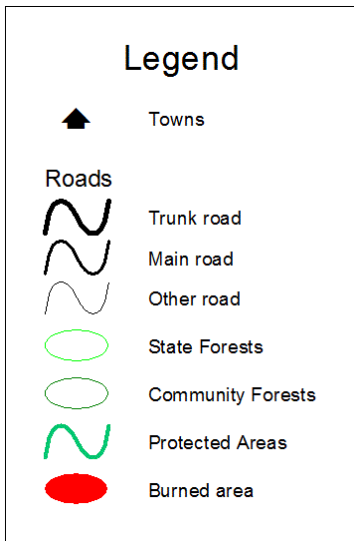 Legend
Towns
Roads
Trunk road
Main road
Other road
State Forests
Community Forests
Protected Areas
Burned area